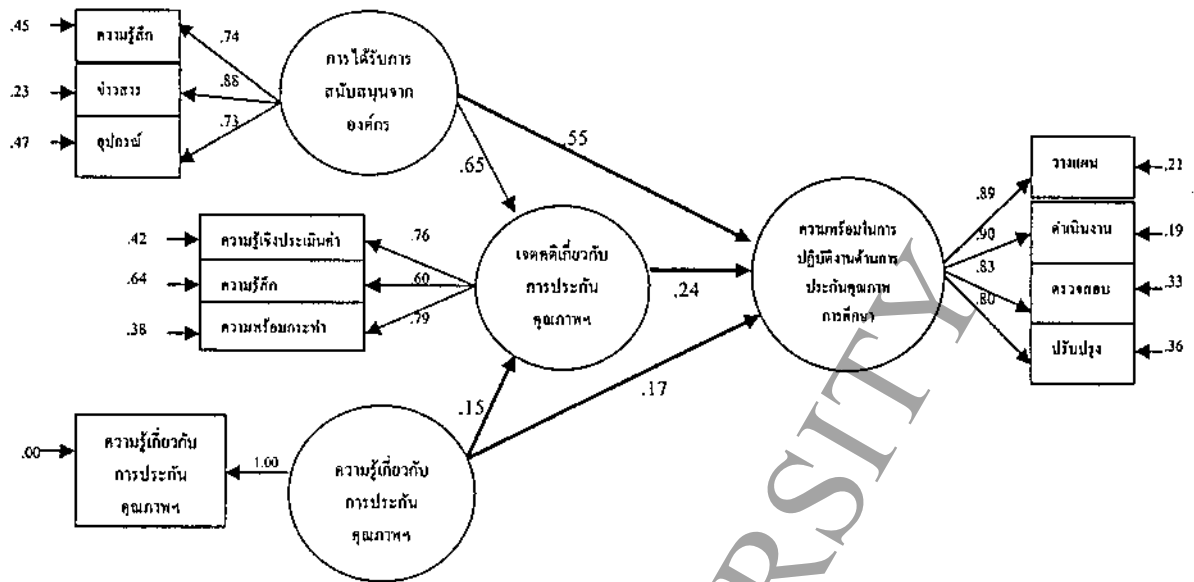 .45
ความรู้สึก
.74
.23
ข่าวสาร
.88
.47
อุปกรณ์
.73
การได้รับการ
สนับสนุนจาก
องค์กร
.55
.65
.42
ความรู้เชิงประเมินค่า
.76
.64
ความรู้สึก
.60
.38
ความพร้อมกระทำ
.79
เจตคติเกี่ยวกับ
การประกัน
คุณภาพฯ
.24
ความพร้อมในการ
ปฏิบัติงานด้านการ
ประกันคุณภาพ
การศึกษา
.89
วางแผน
.21
.90
ดำเนินงาน
.19
.83
ตรวจสอบ
.33
.80
ปรับปรุง
.36
.15
.17
.00
ความรู้เกี่ยวกับ
การประกัน
คุณภาพฯ
1.00
ความรู้เกี่ยวกับ
การประกัน
คุณภาพฯ
RSITY